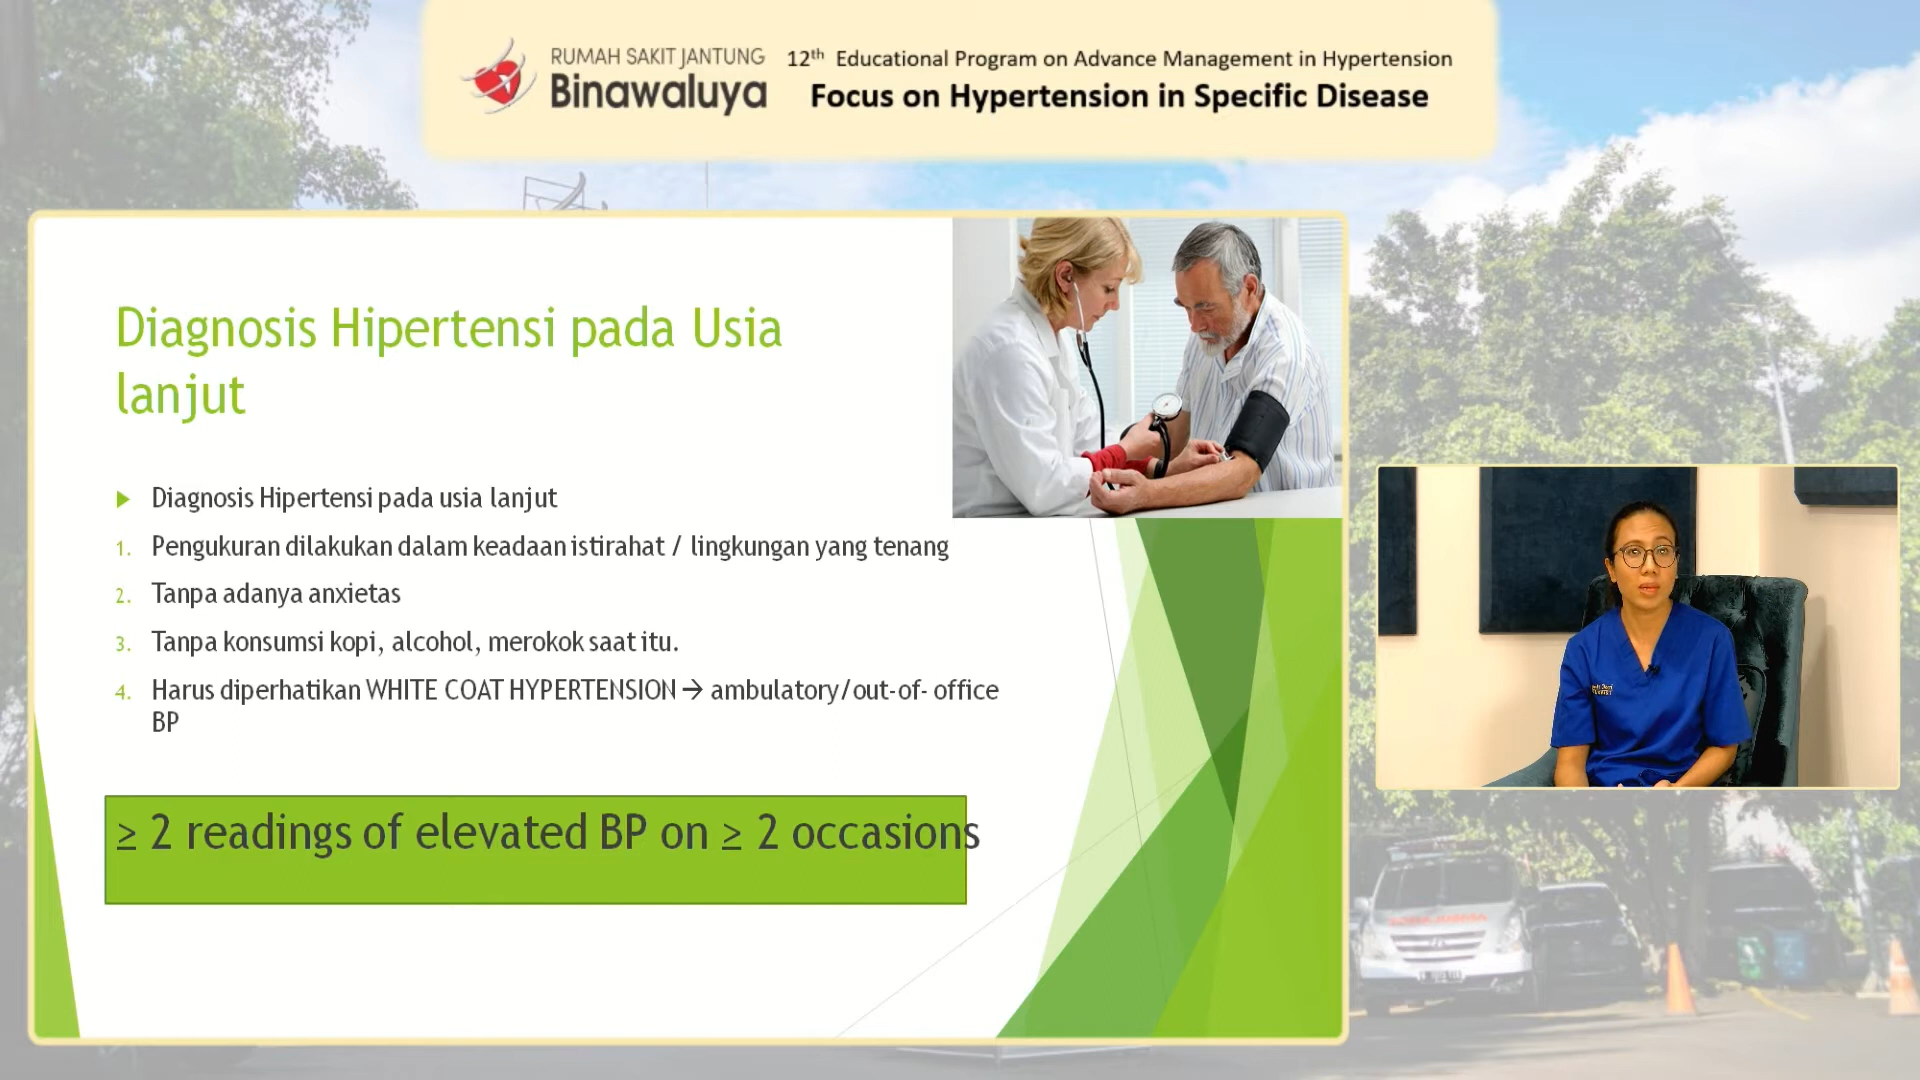 RUMAH SAKIT JANTUNG
Binawaluya
12th Educational Program on Advance Management in Hypertension
Focus on Hypertension in Specific Disease
Diagnosis Hipertensi pada Usia
lanjut
Diagnosis Hipertensi pada usia lanjut
1. Pengukuran dilakukan dalam keadaan istirahat / lingkungan yang tenang
2. Tanpa adanya anxietas
3. Tanpa konsumsi kopi, alcohol, merokok saat itu.
4. Harus diperhatikan WHITE COAT HYPERTENSION → ambulatory/out-of- office
BP
≥ 2 readings of elevated BP on ≥ 2 occasions